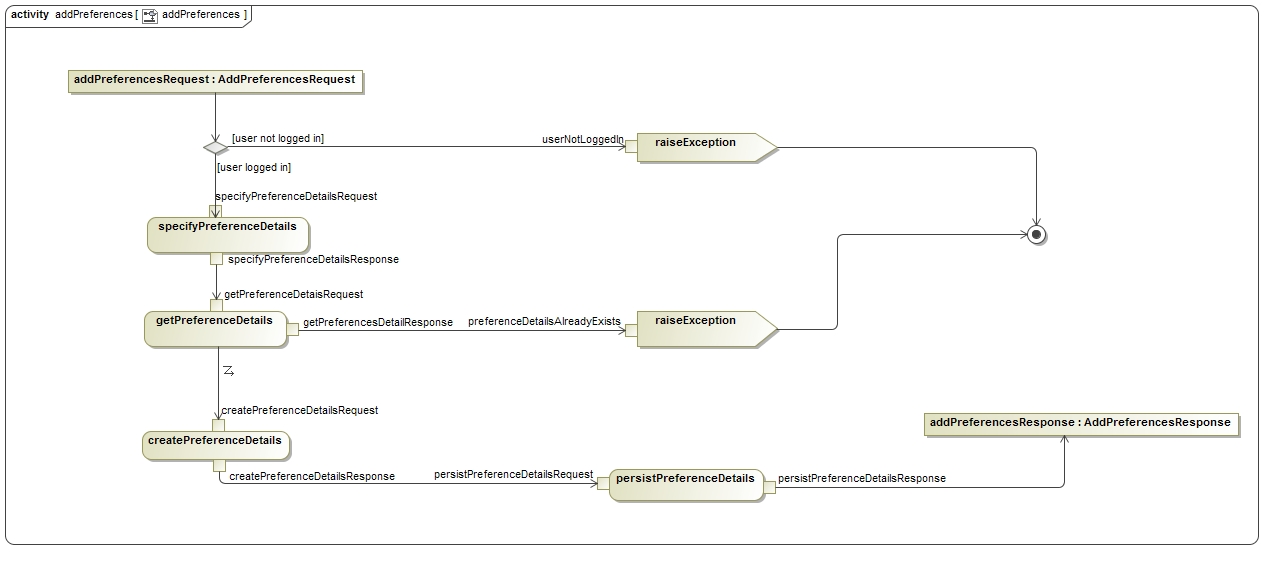 activity addPreferences [ addPreferences ]
addPreferencesRequest : AddPreferencesRequest
[user not logged in]
userNotLoggedIn
raiseException
[user logged in]
specifyPreferenceDetailsRequest
specifyPreferenceDetails
specifyPreferenceDetailsResponse
getPreferenceDetaisRequest
getPreferenceDetails
getPreferencesDetailResponse
preferenceDetailsAlreadyExists
raiseException
createPreferenceDetailsRequest
createPreferenceDetails
createPreferenceDetailsResponse
persistPreferenceDetailsRequest
persistPreferenceDetails
persistPreferenceDetailsResponse
addPreferencesResponse : AddPreferencesResponse